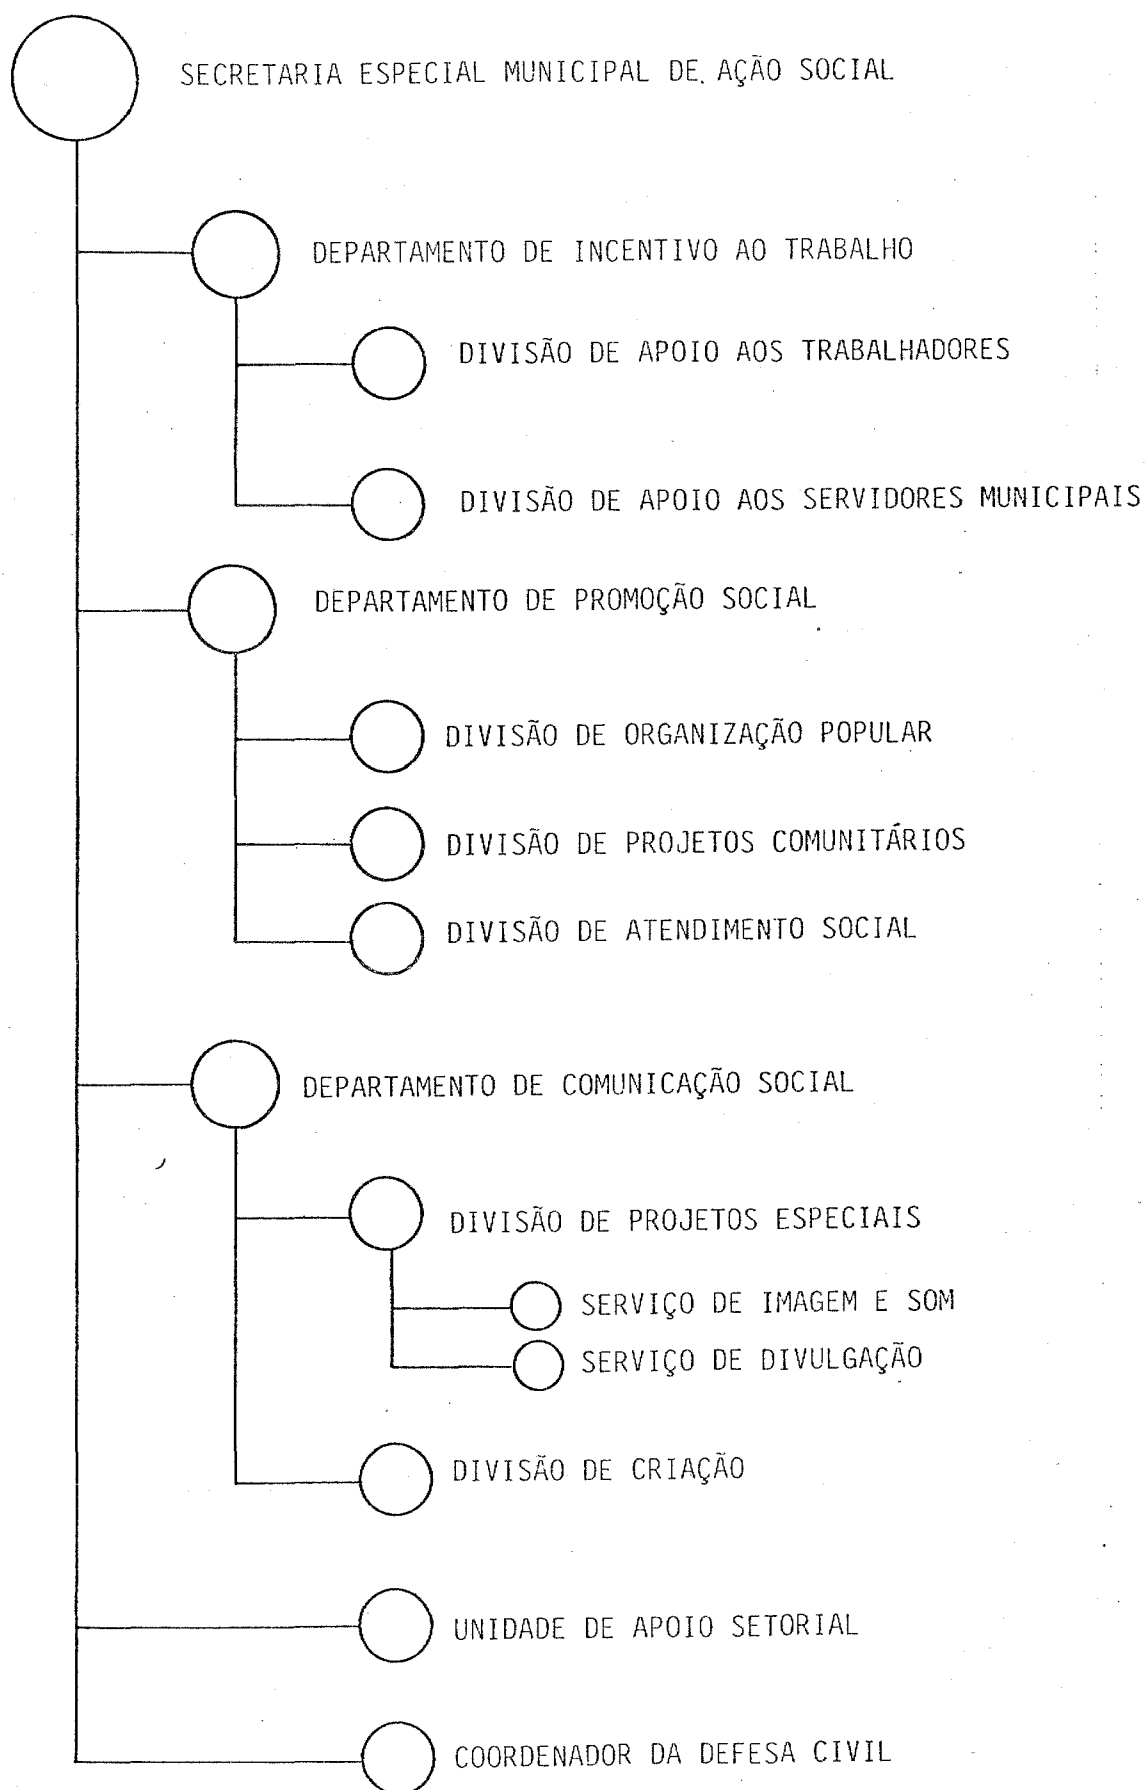 SECRETARIA ESPECIAL MUNICIPAL DE. AÇÃO SOCIAL
DEPARTAMENTO DE INCENTIVO AO TRABALHO
DIVISÃO DE APOIO AOS TRABALHADORES
DIVISÃO DE APOIO AOS SERVIDORES MUNICIPAIS
DEPARTAMENTO DE PROMOÇÃO SOCIAL
DIVISÃO DE ORGANIZAÇÃO POPULAR
DIVISÃO DE PROJETOS COMUNITÁRIOS
DIVISÃO DE ATENDIMENTO SOCIAL
DEPARTAMENTO DE COMUNICAÇÃO SOCIAL
DIVISÃO DE PROJETOS ESPECIAIS
SERVIÇO DE IMAGEM E SOM
SERVIÇO DE DIVULGAÇÃO
DIVISÃO DE CRIAÇÃO
UNIDADE DE APOIO SETORIAL
COORDENADOR DA DEFESA CIVIL